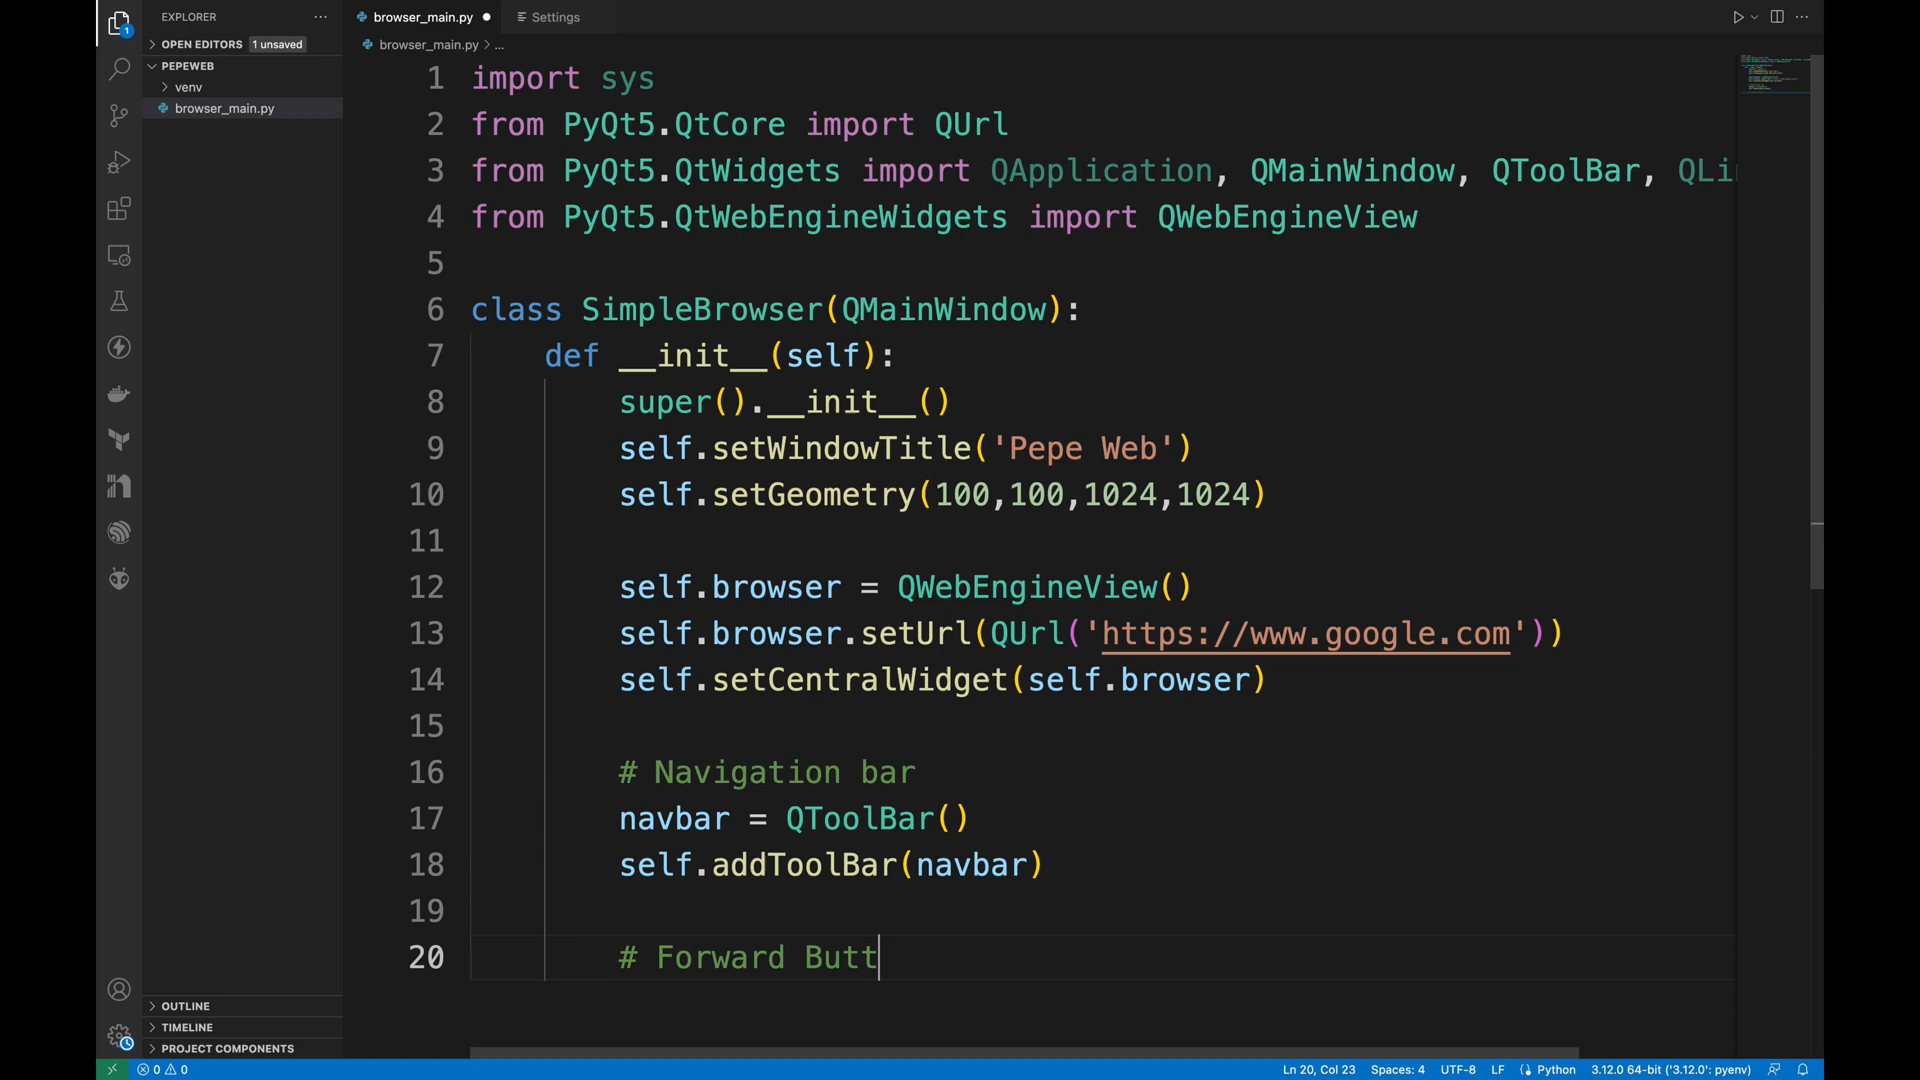 EXPLORER
OPEN EDITORS 1 unsaved
PEPEWEB
venv
browser_main.py
OUTLINE
TIMELINE
PROJECT COMPONENTS
1
browser_main.py
Settings
browser_main.py > ...
1 import sys
2 from PyQt5.QtCore import QUrl
3 from PyQt5.QtWidgets import QApplication, QMainWindow, QToolBar, QLi
4 from PyQt5.QtWebEngineWidgets import QWebEngineView
5
6 class SimpleBrowser(QMainWindow):
7 def __init__(self):
8 super().__init__()
9 self.setWindowTitle('Pepe Web')
10 self.setGeometry(100,100,1024,1024)
11
12 self.browser = QWebEngineView()
13 self.browser.setUrl(QUrl('https://www.google.com'))
14 self.setCentralWidget(self.browser)
15
16 # Navigation bar
17 navbar = QToolBar()
18 self.addToolBar(navbar)
19
20 # Forward Butt
0 0
Ln 20, Col 23 Spaces: 4 UTF-8 LF Python 3.12.0 64-bit ('3.12.0': pyenv)